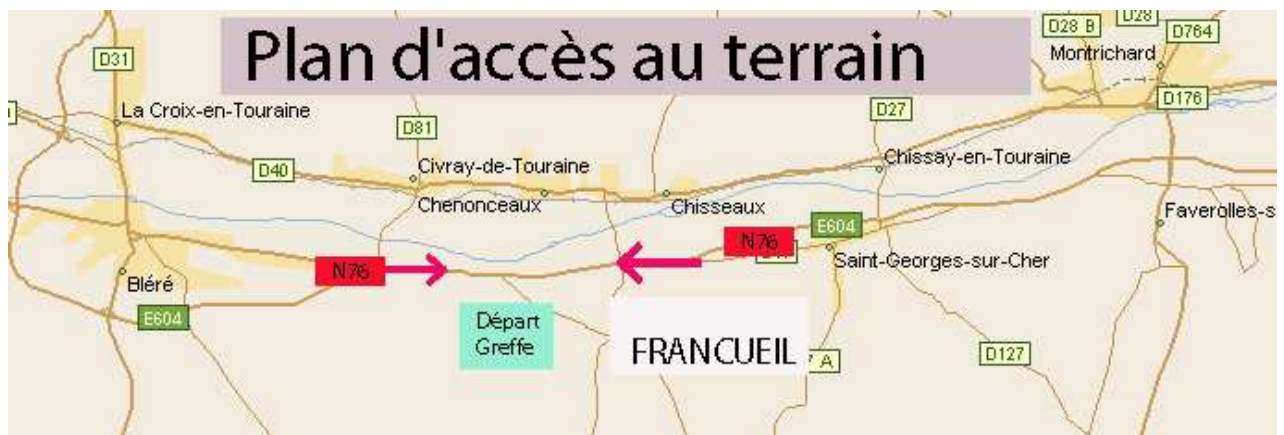 Plan d'accès au terrain
D28 B
D28
D764
Montrichard
D31
D176
La Croix-en-Touraine
D81
D27
Civray-de-Touraine
Chissay-en-Touraine
D40
Chenonceaux
Chisseaux
Faverolles-s
N76
N76
E604
Saint-Georges-sur-Cher
Bléré
E604
Départ
Greffe
FRANCUEIL
A
D127